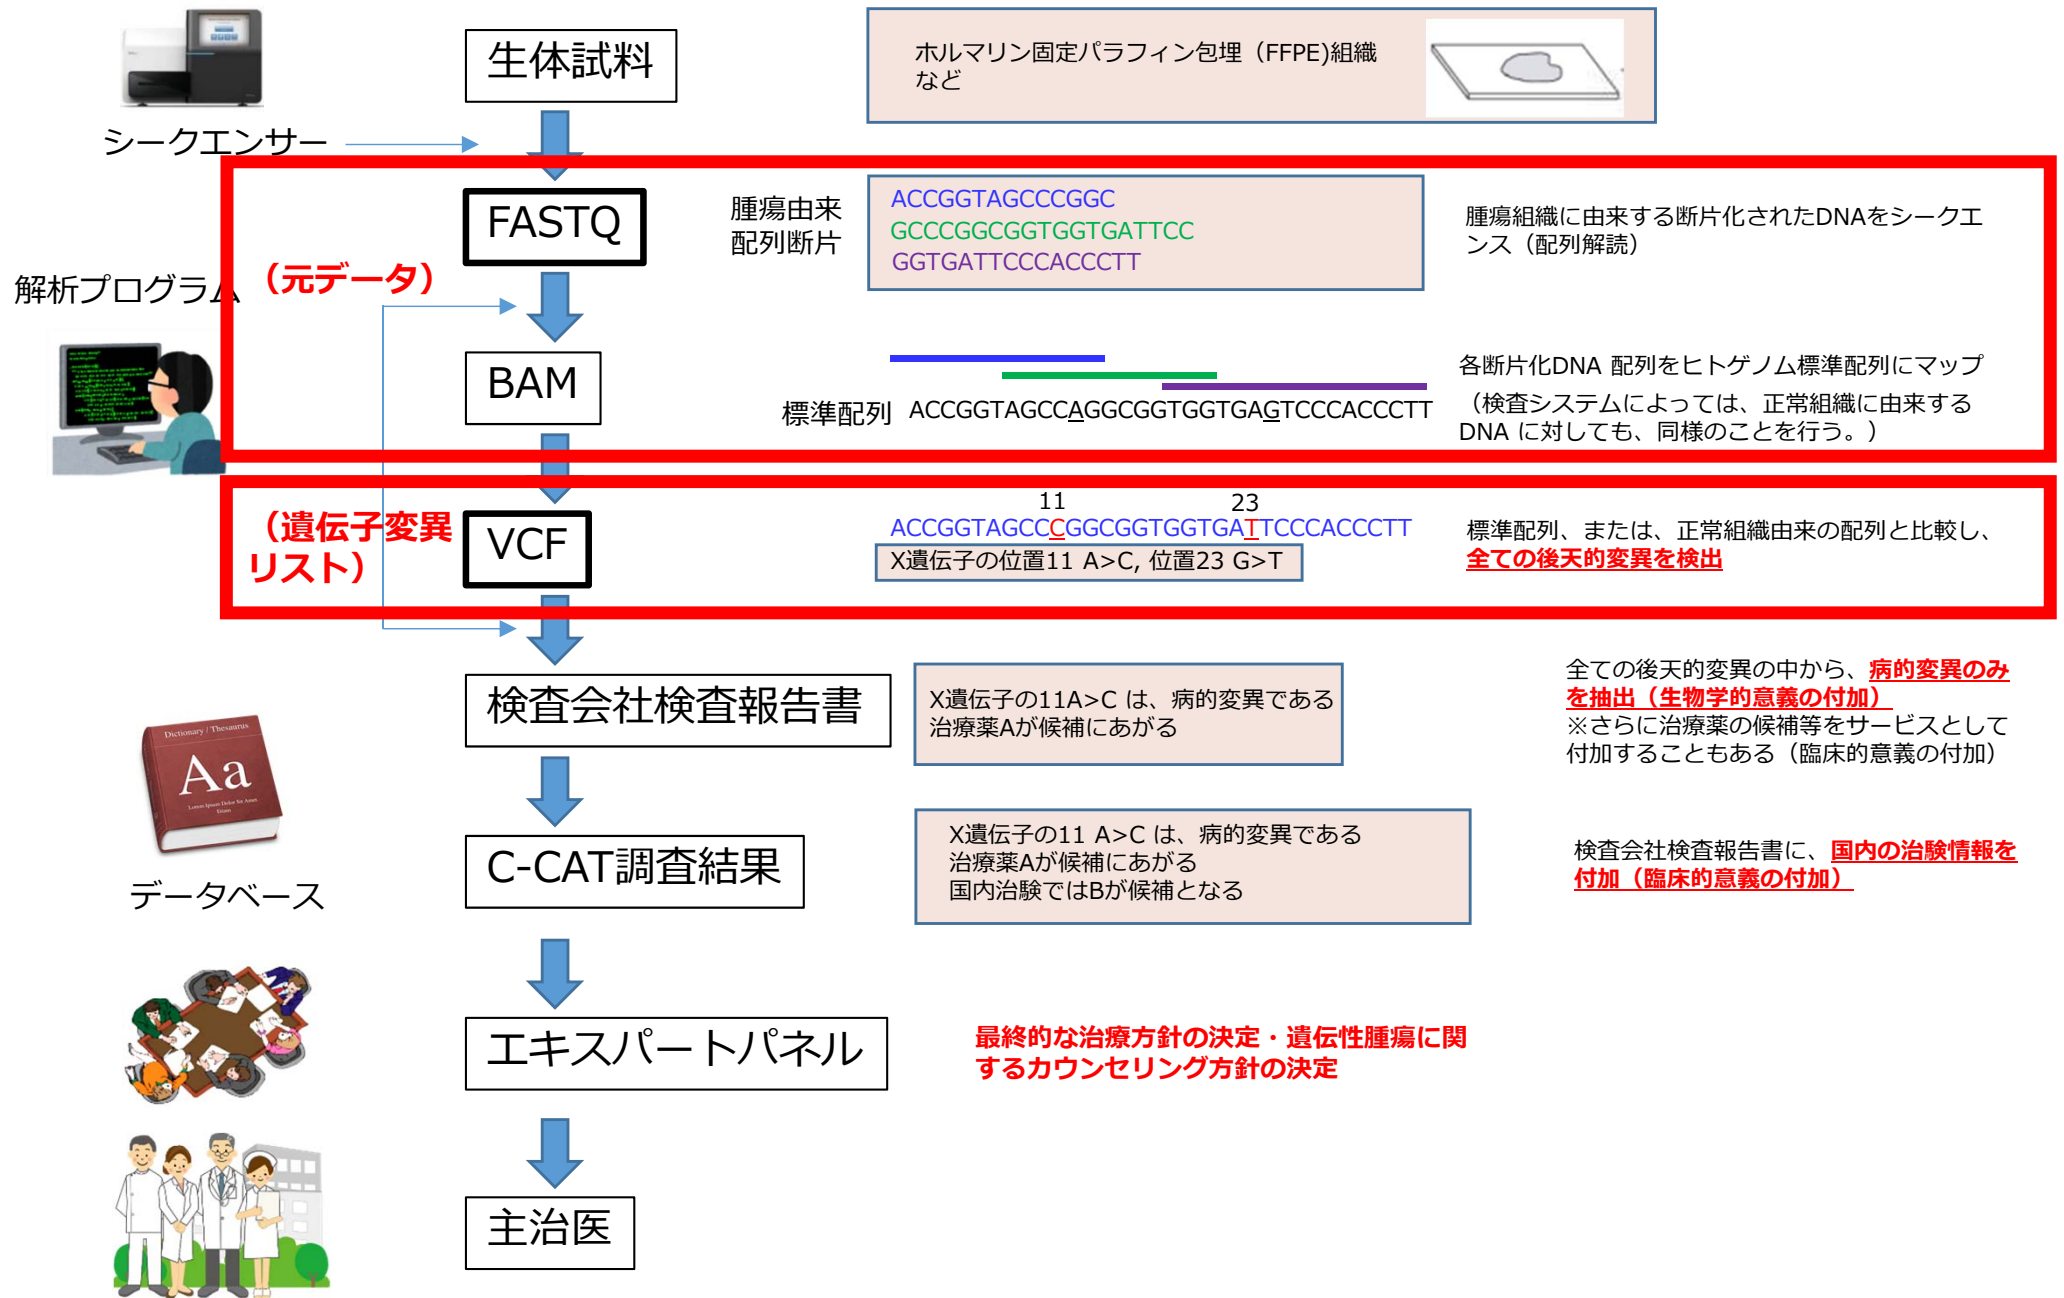 生体試料
ホルマリン固定パラフィン包埋（FFPE)組織
など
シークエンサー
FASTQ
（元データ）
腫瘍由来
配列断片
ACCGGTAGCCCGGC
GCCCGGCGGTGGTGATTCC
GGTGATTCCCACCCTT
腫瘍組織に由来する断片化されたDNAをシークエ
ンス（配列解読）
解析プログラム
BAM
標準配列
ACCGGTAGCCAGGCGGTGGTGAGTCCCACCCTT
各断片化DNA 配列をヒトゲノム標準配列にマップ
（検査システムによっては、正常組織に由来する
DNA に対しても、同様のことを行う。）
（遺伝子変異
リスト）
VCF
11
23
ACCGGTAGCCCGGCGGTGGTGATTCCCACCCTT
X遺伝子の位置11 A>C, 位置23 G>T
標準配列、または、正常組織由来の配列と比較し、
全ての後天的変異を検出
検査会社検査報告書
X遺伝子の11A>C は、病的変異である
治療薬Aが候補にあがる
全ての後天的変異の中から、病的変異のみ
を抽出（生物学的意義の付加）
※さらに治療薬の候補等をサービスとして
付加することもある（臨床的意義の付加）
Dictionary / Thesaurus
Aa
データベース
C-CAT調査結果
X遺伝子の11 A>C は、病的変異である
治療薬Aが候補にあがる
国内治験ではBが候補となる
検査会社検査報告書に、国内の治験情報を
付加（臨床的意義の付加）
エキスパートパネル
最終的な治療方針の決定・遺伝性腫瘍に関
するカウンセリング方針の決定
主治医